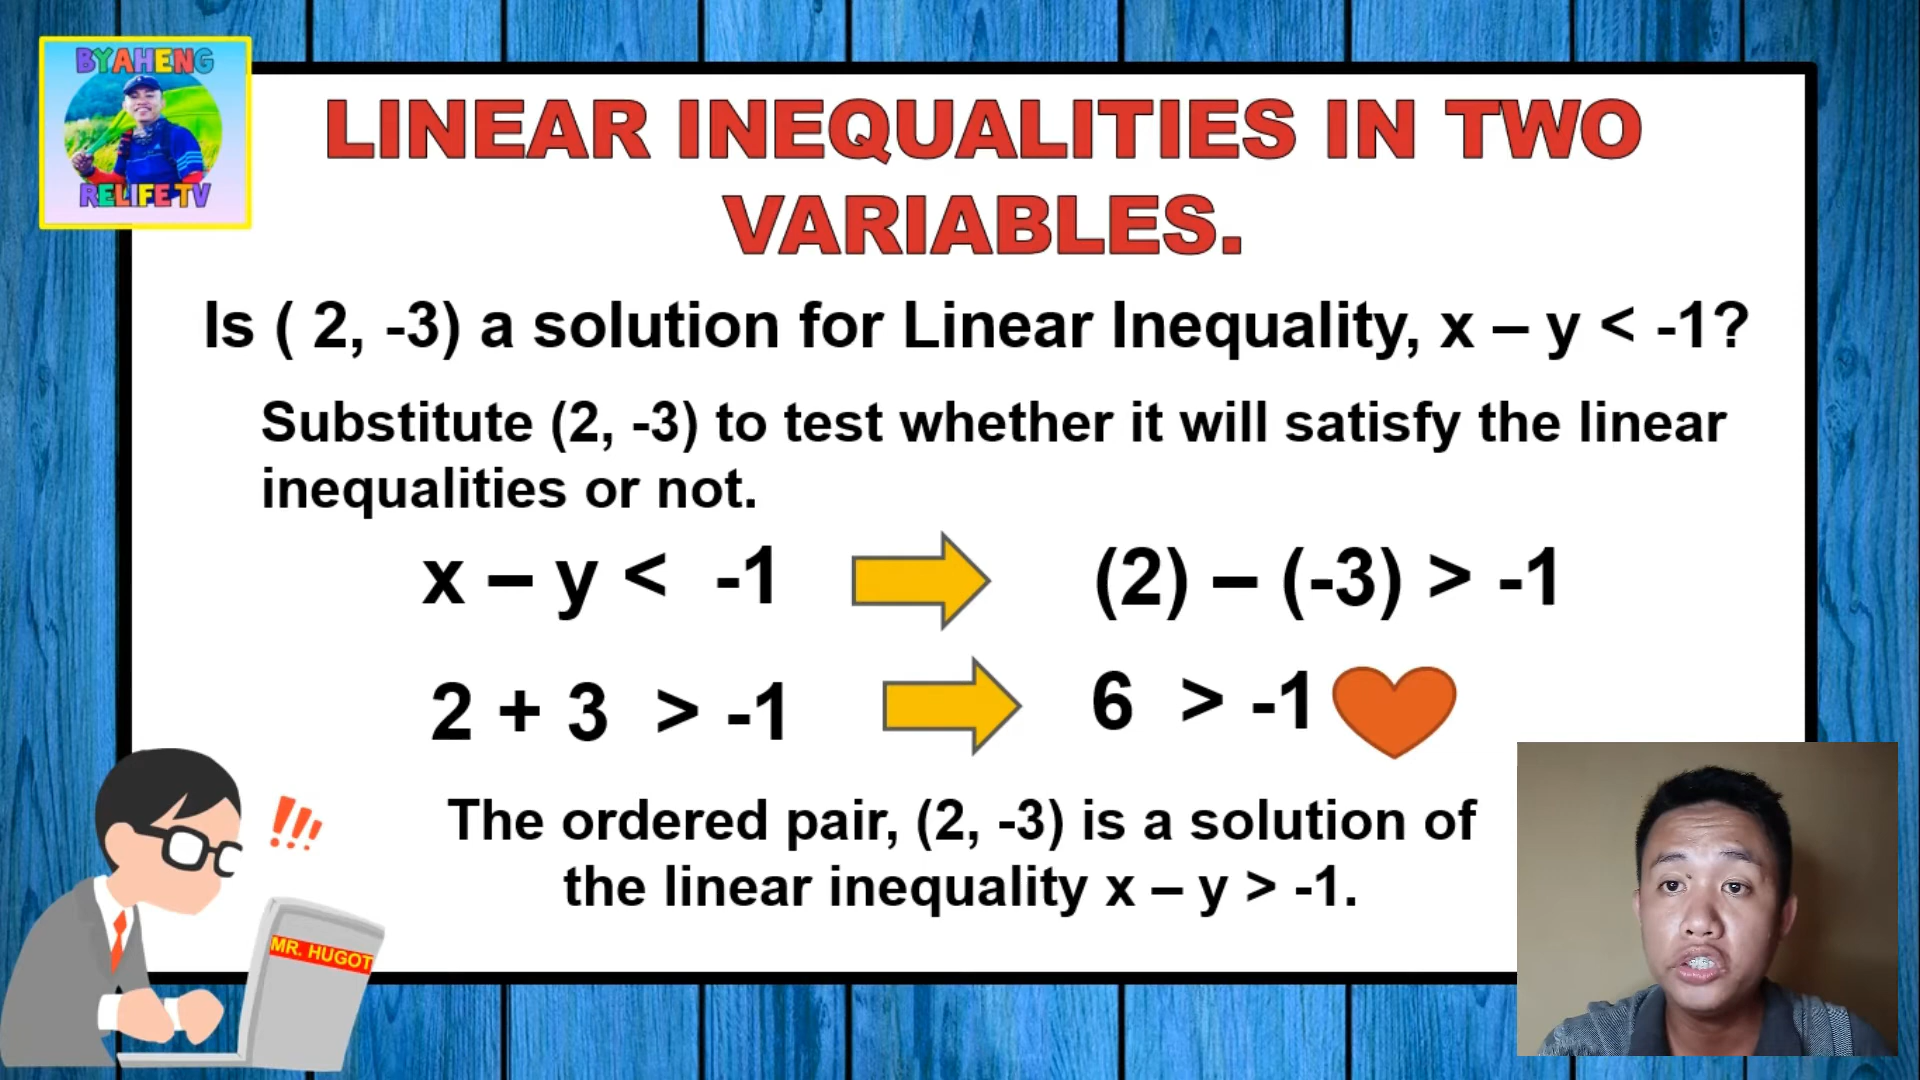 BYAHENG
RELIFE TV
LINEAR INEQUALITIES IN TWO
VARIABLES.
Is ( 2, -3) a solution for Linear Inequality, x – y < -1?
Substitute (2, -3) to test whether it will satisfy the linear
inequalities or not.
x – y < -1
(2) – (-3) > -1
2 + 3 > -1
6 > -1
The ordered pair, (2, -3) is a solution of
the linear inequality x – y > -1.
!!!
MR. HUGOT